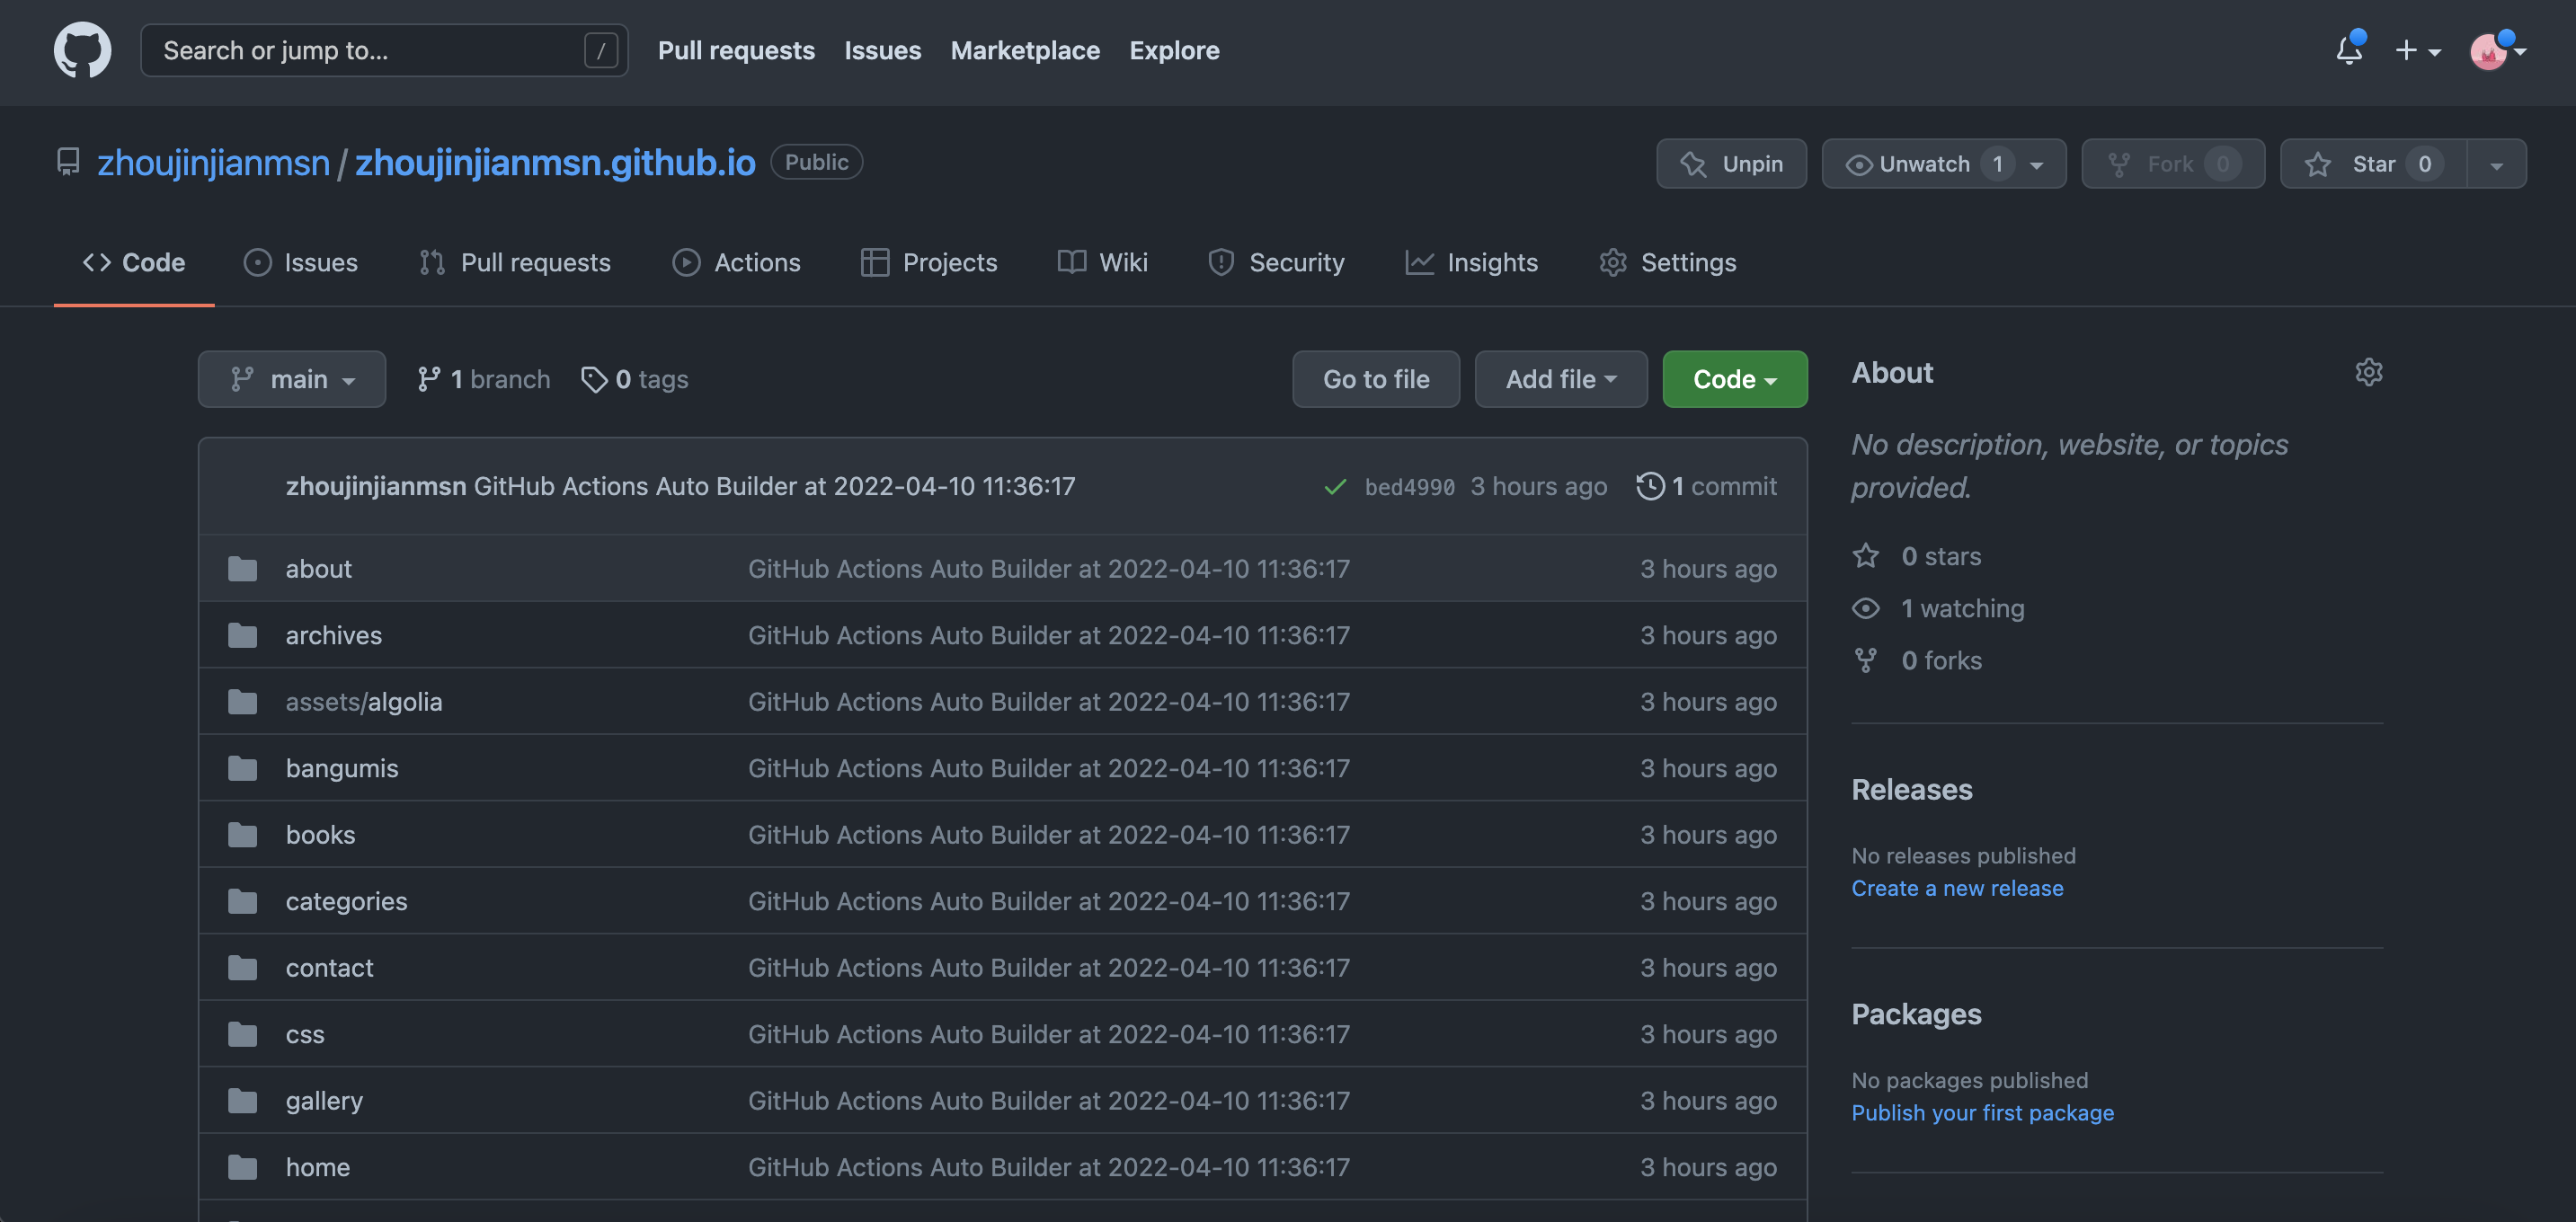 Search or jump to... / Pull requests Issues Marketplace Explore
zhoujinjianmsn / zhoujinjianmsn.github.io Public Unpin Unwatch 1 Fork 0 Star 0
Code Issues Pull requests Actions Projects Wiki Security Insights Settings
main 1 branch 0 tags Go to file Add file Code
zhoujinjianmsn GitHub Actions Auto Builder at 2022-04-10 11:36:17 bed4990 3 hours ago 1 commit
about GitHub Actions Auto Builder at 2022-04-10 11:36:17 3 hours ago
archives GitHub Actions Auto Builder at 2022-04-10 11:36:17 3 hours ago
assets/algolia GitHub Actions Auto Builder at 2022-04-10 11:36:17 3 hours ago
bangumis GitHub Actions Auto Builder at 2022-04-10 11:36:17 3 hours ago
books GitHub Actions Auto Builder at 2022-04-10 11:36:17 3 hours ago
categories GitHub Actions Auto Builder at 2022-04-10 11:36:17 3 hours ago
contact GitHub Actions Auto Builder at 2022-04-10 11:36:17 3 hours ago
css GitHub Actions Auto Builder at 2022-04-10 11:36:17 3 hours ago
gallery GitHub Actions Auto Builder at 2022-04-10 11:36:17 3 hours ago
home GitHub Actions Auto Builder at 2022-04-10 11:36:17 3 hours ago
About
No description, website, or topics
provided.
0 stars
1 watching
0 forks
Releases
No releases published
Create a new release
Packages
No packages published
Publish your first package